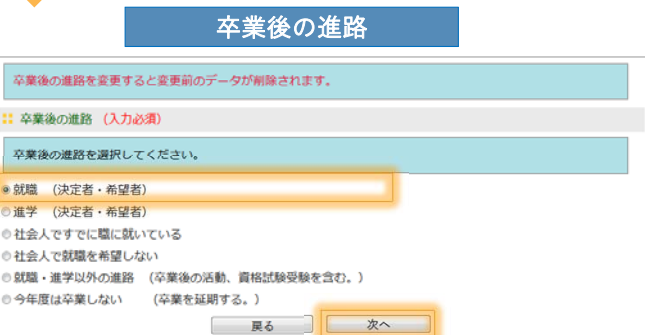 卒業後の進路
卒業後の進路を変更すると変更前のデータが削除されます。
卒業後の進路 (入力必須)
卒業後の進路を選択してください。
就職 (決定者・希望者)
進学 (決定者・希望者)
社会人ですでに職に就いている
社会人で就職を希望しない
就職・進学以外の進路 (卒業後の活動、資格試験受験を含む。)
今年度は卒業しない (卒業を延期する。)
戻る 次へ